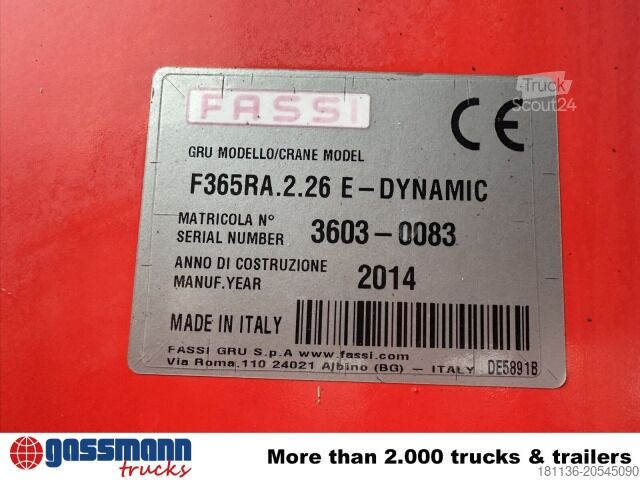 FASSI
CE
Truck
Scout24
GRU MODELLO/CRANE MODEL
F365RA.2.26 E-DYNAMIC
MATRICOLA N°
SERIAL NUMBER 3603-0083
ANNO DI COSTRUZIONE
MANUF.YEAR 2014
MADE IN ITALY
FASSI GRU S.p.A www.fassi.com
Via Roma,110 24021 Albino (BG) - ITALY DE5891B
gassmann
trucks
More than 2.000 trucks & trailers
181136-20545090